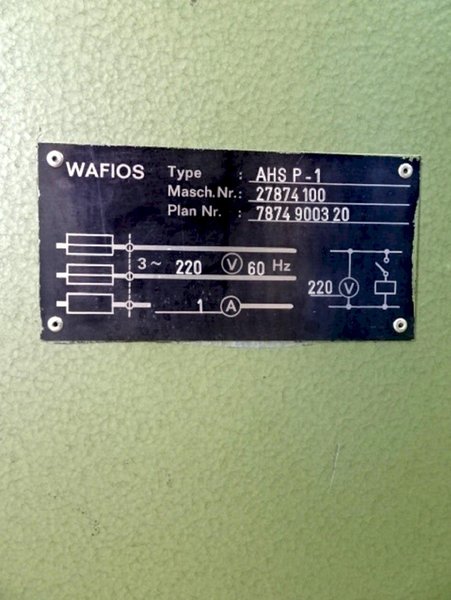 WAFIOS Type : AHS P-1
Masch.Nr.: 27874 100
Plan Nr. : 7874 9003 20
3~ 220 V 60 Hz
220 V
1 A